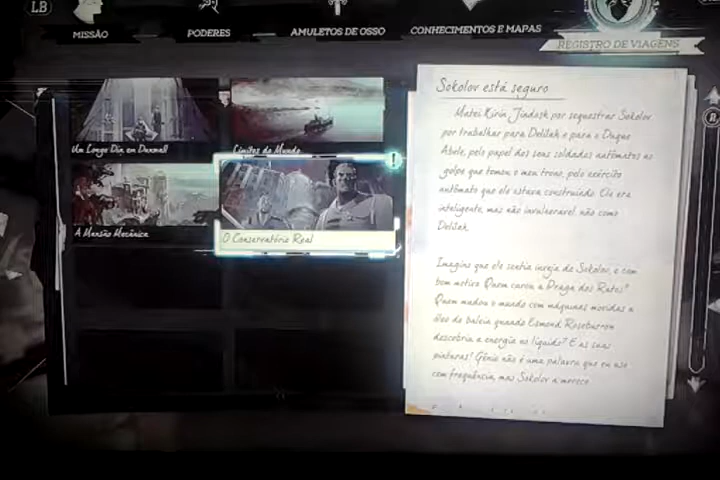 LB
MISSÃO
PODERES
AMULETOS DE OSSO
CONHECIMENTOS E MAPAS
REGISTRO DE VIAGENS
Um Longo Dia em Dunwall
Limites do Mundo
A Mansão Mecânica
O Conservatório Real
!
R
Sokolov está seguro
Matei Kirin Jindosh por sequestrar Sokolov
por trabalhar para Delilah e para o Duque
Abele, pelo papel dos seus soldados autômatos no
golpe que tomou o meu trono, pelo exército
autômato que ele estava construindo. Ele era
inteligente, mas não invulnerável, não como
Delilah.
Imagino que ele sentia inveja de Sokolov, e com
bom motivo. Quem curou a Praga dos Ratos?
Quem mudou o mundo com máquinas movidas a
óleo de baleia quando Esmond Roseburrow
descobriu a energia no líquido? E as suas
pinturas! Gênio não é uma palavra que eu use
com frequência, mas Sokolov a merece